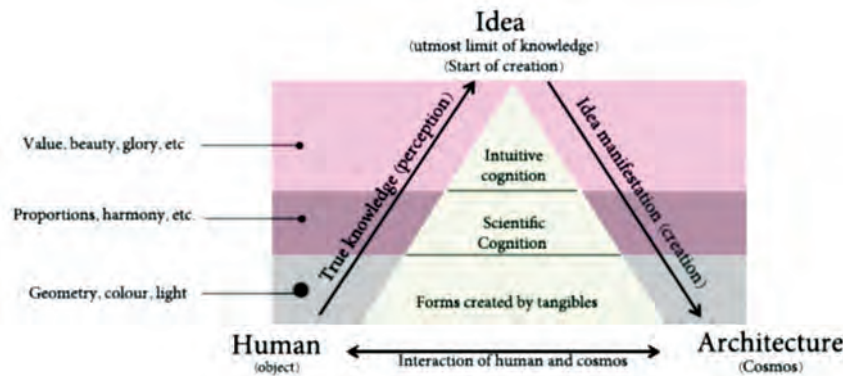 Idea
(utmost limit of knowledge)
(Start of creation)
Value, beauty, glory, etc
Proportions, harmony, etc
Geometry, colour, light
True knowledge (perception)
Idea manifestation (creation)
Intuitive
cognition
Scientific
Cognition
Forms created by tangibles
Human
(object)
Interaction of human and cosmos
Architecture
(Cosmos)